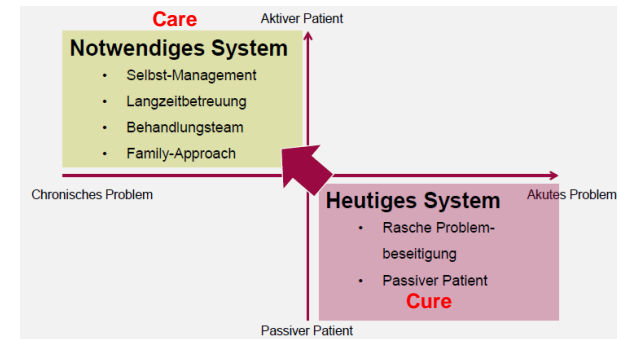 Care
Aktiver Patient
Notwendiges System
• Selbst-Management
• Langzeitbetreuung
• Behandlungsteam
• Family-Approach
Chronisches Problem
Akutes Problem
Heutiges System
• Rasche Problem-
beseitigung
• Passiver Patient
Cure
Passiver Patient